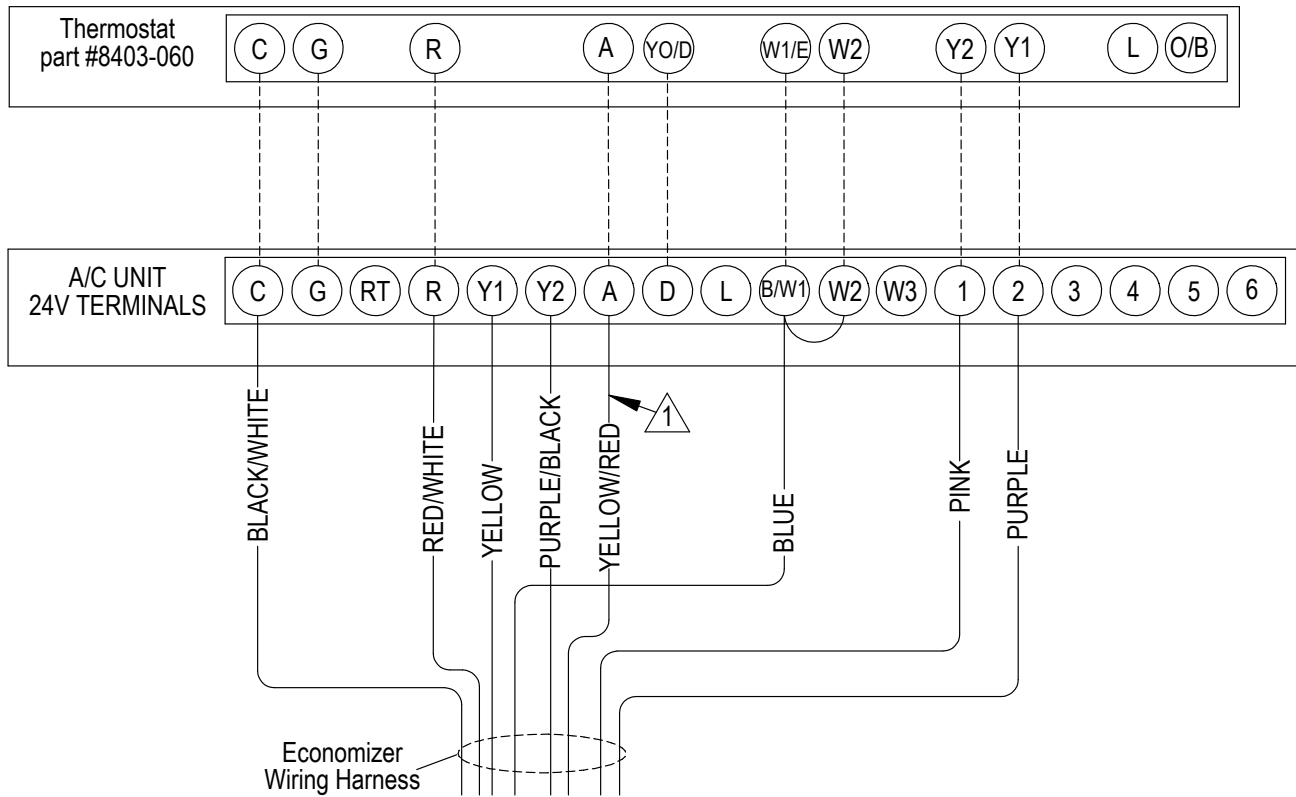 Thermostat
part #8403-060
C G R A YO/D W1/E W2 Y2 Y1 L O/B
A/C UNIT
24V TERMINALS
C G RT R Y1 Y2 A D L B/W1 W2 W3 1 2 3 4 5 6
1
BLACK/WHITE
RED/WHITE
YELLOW
PURPLE/BLACK
YELLOW/RED
BLUE
PINK
PURPLE
Economizer
Wiring Harness